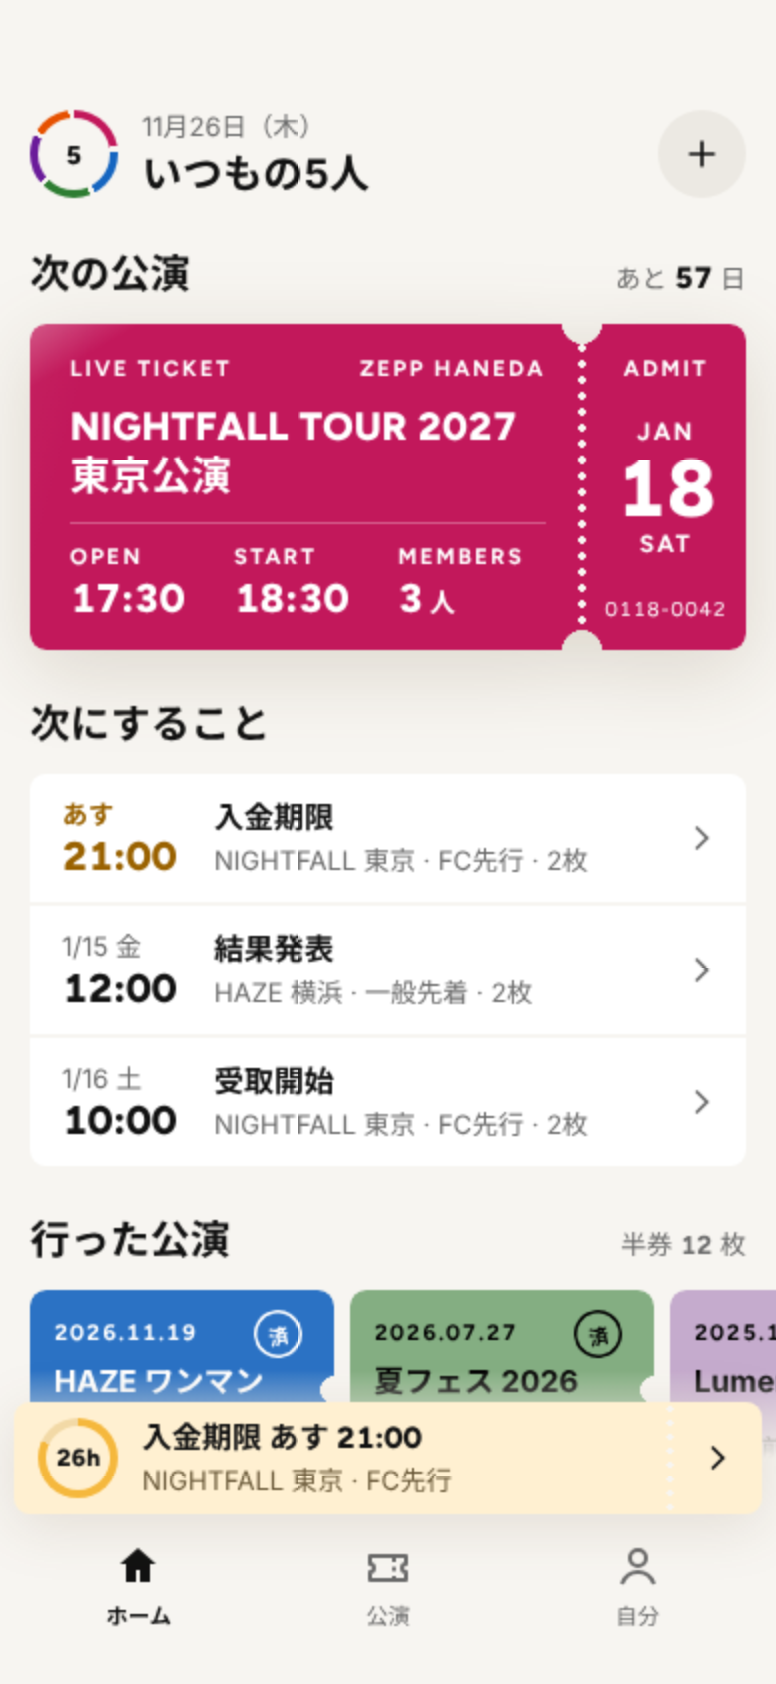 5
11月26日（木）
いつもの5人
+
次の公演
あと 57 日
LIVE TICKET
ZEPP HANEDA
ADMIT
NIGHTFALL TOUR 2027
東京公演
JAN
18
SAT
OPEN
START
MEMBERS
17:30
18:30
3人
0118-0042
次にすること
あす
21:00
入金期限
NIGHTFALL 東京 · FC先行 · 2枚
1/15 金
12:00
結果発表
HAZE 横浜 · 一般先着 · 2枚
1/16 土
10:00
受取開始
NIGHTFALL 東京 · FC先行 · 2枚
行った公演
半券 12 枚
2026.11.19
済
HAZE ワンマン
2026.07.27
済
夏フェス 2026
2025.1
Lume
26h
入金期限 あす 21:00
NIGHTFALL 東京 · FC先行
ホーム
公演
自分